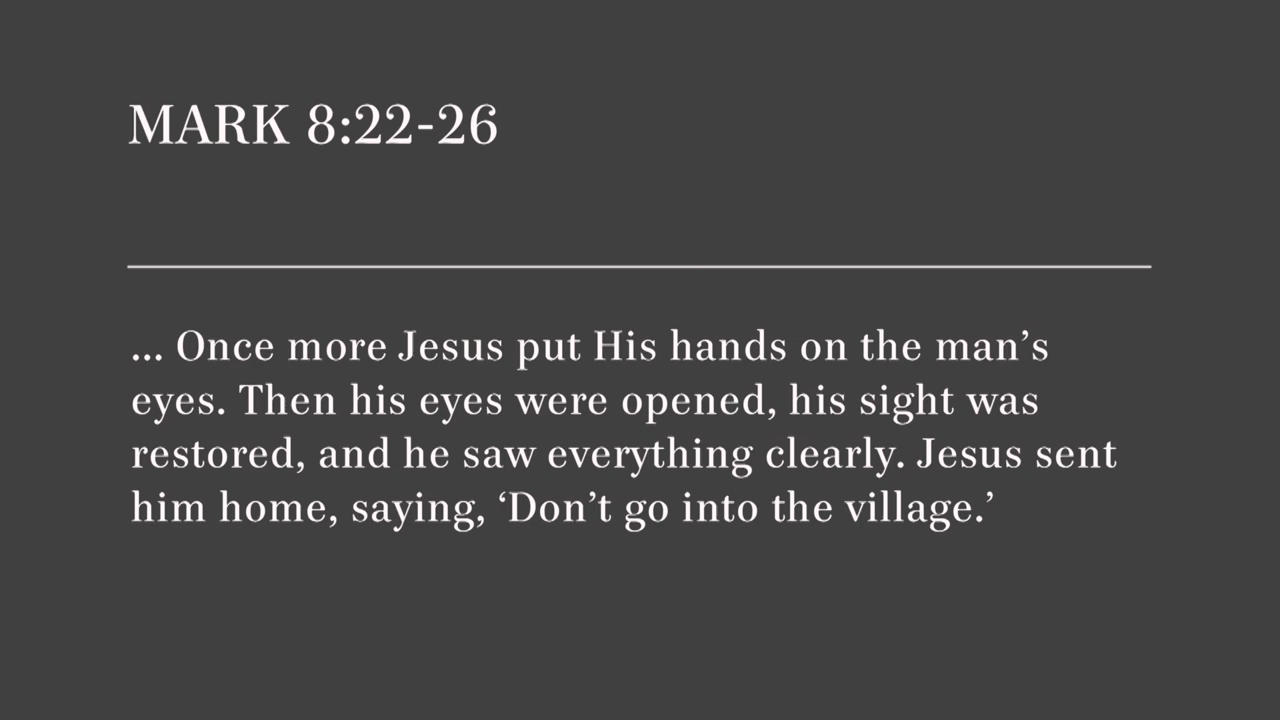 MARK 8:22-26
... Once more Jesus put His hands on the man’s
eyes. Then his eyes were opened, his sight was
restored, and he saw everything clearly. Jesus sent
him home, saying, ‘Don’t go into the village.’